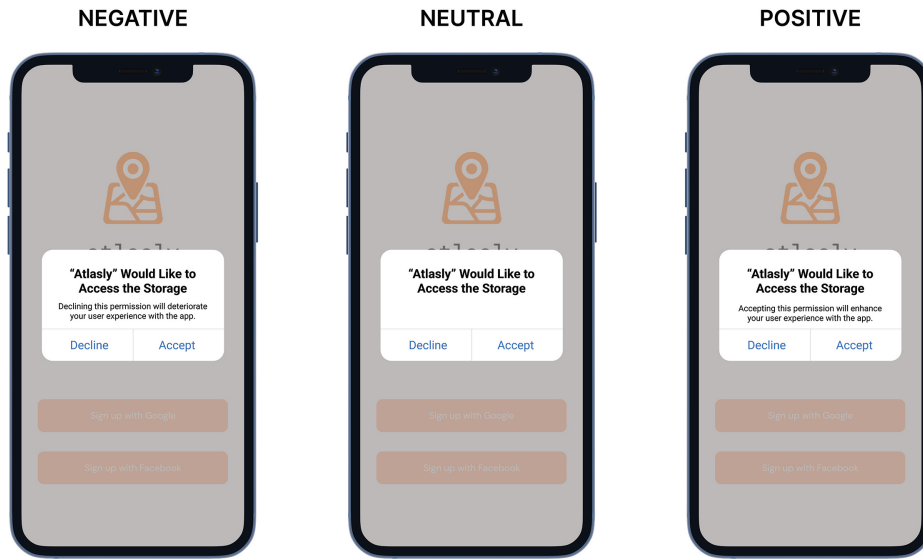 NEGATIVE
NEUTRAL
POSITIVE
“Atlasly” Would Like to
Access the Storage
Declining this permission will deteriorate
your user experience with the app.
Decline
Accept
Sign up with Google
Sign up with Facebook
“Atlasly” Would Like to
Access the Storage
Decline
Accept
Sign up with Google
Sign up with Facebook
“Atlasly” Would Like to
Access the Storage
Accepting this permission will enhance
your user experience with the app.
Decline
Accept
Sign up with Google
Sign up with Facebook